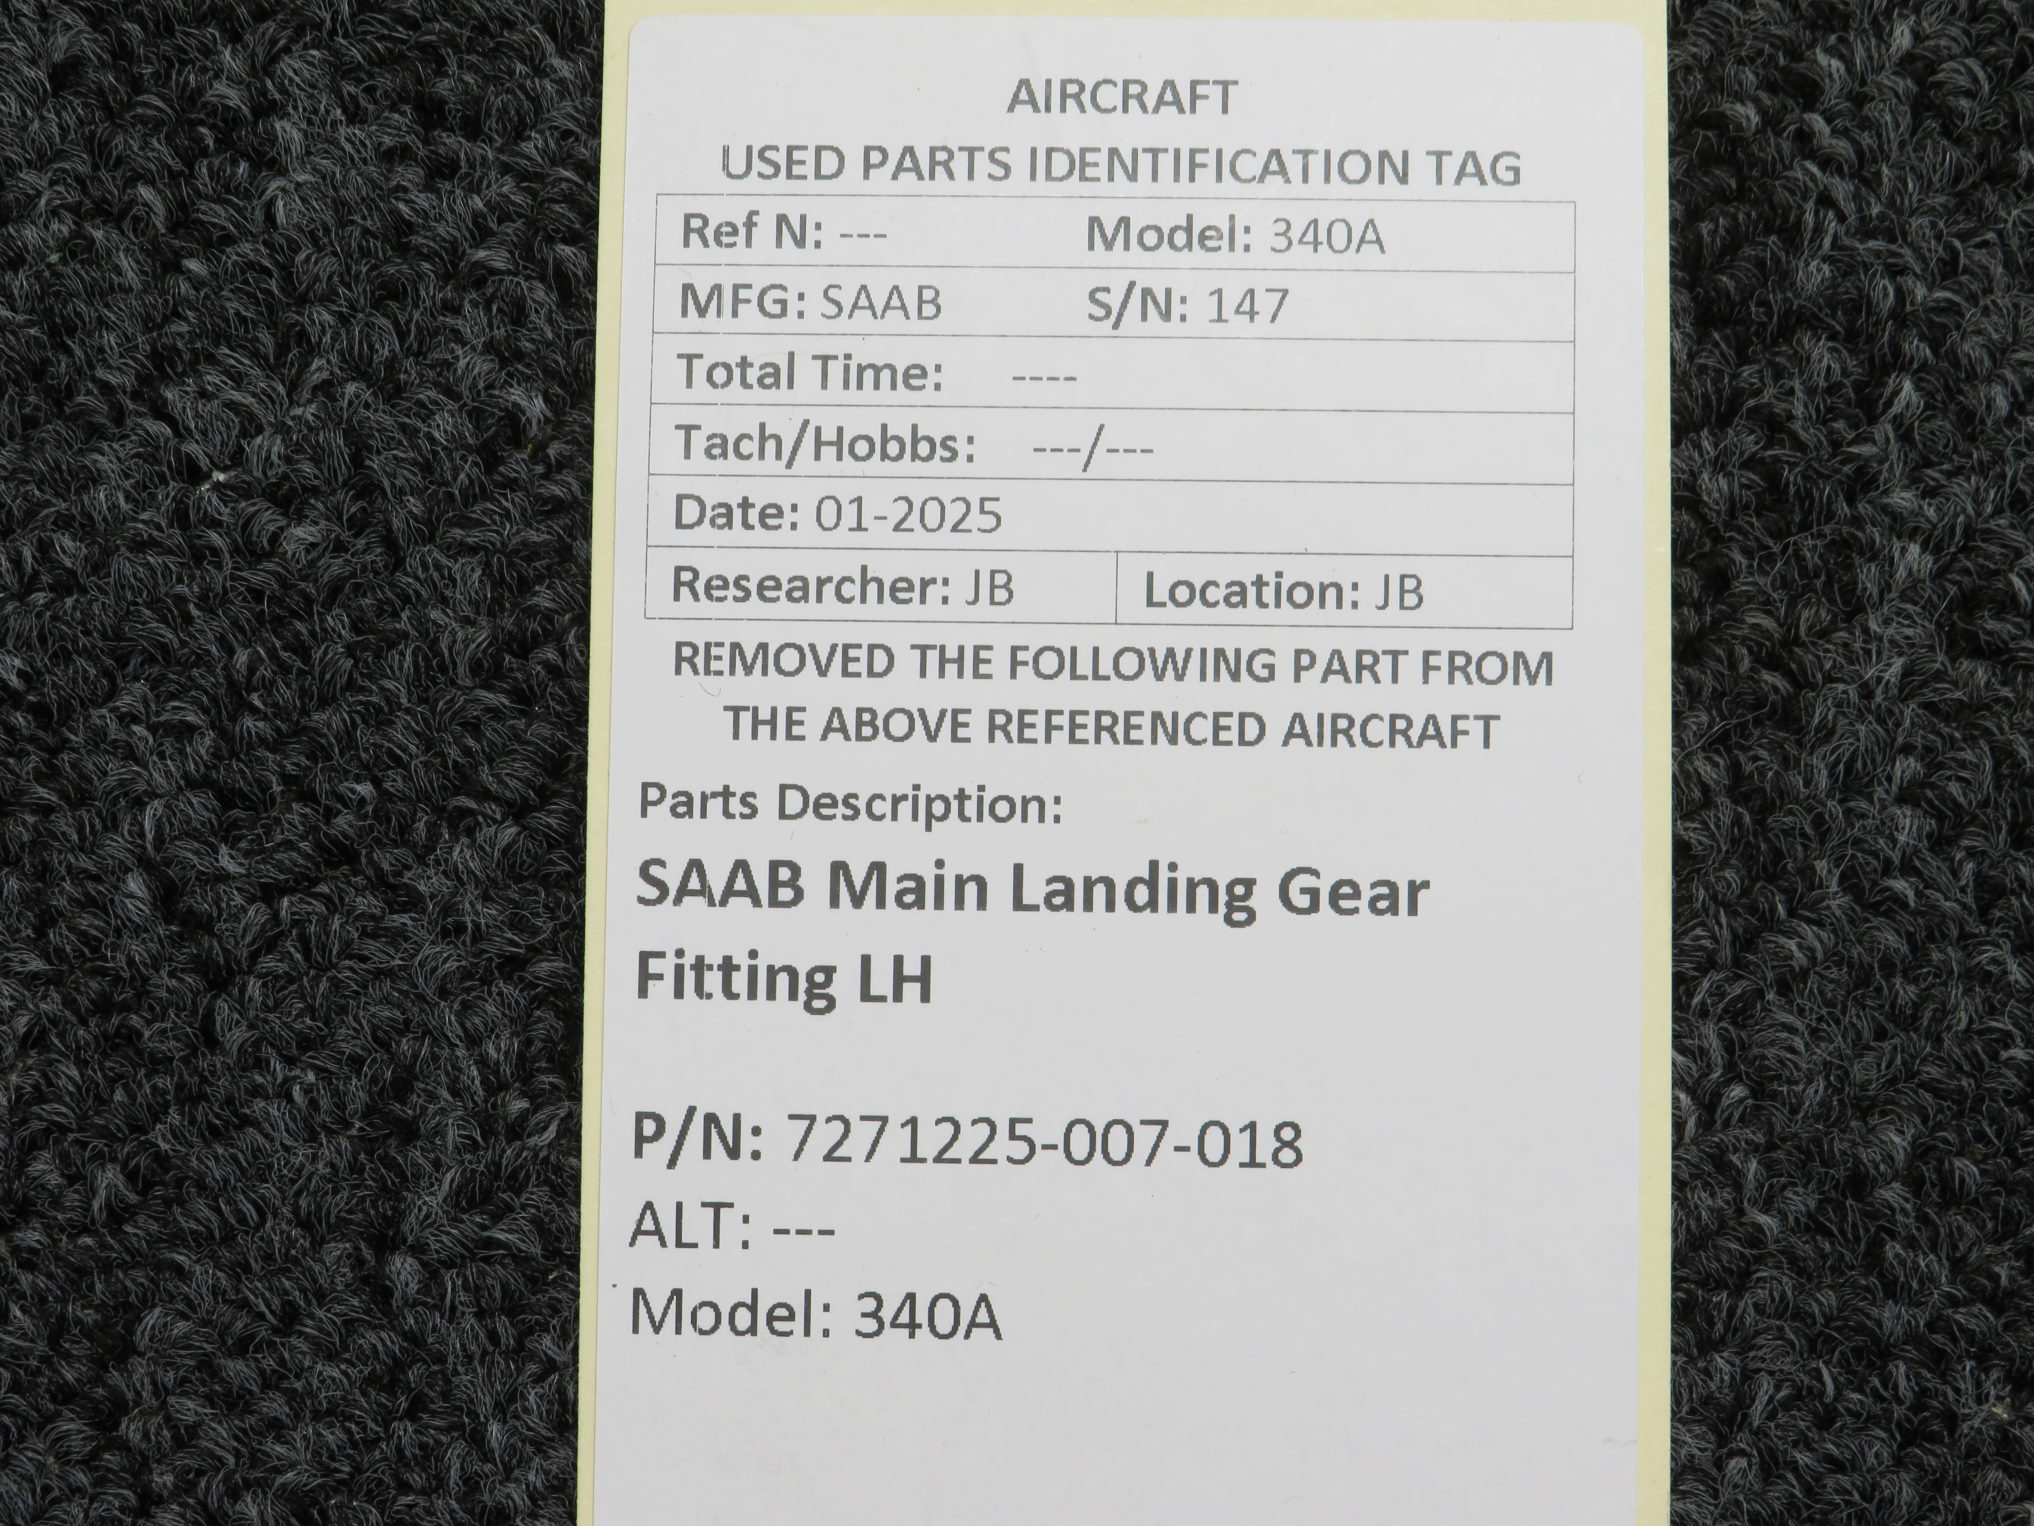 AIRCRAFT
USED PARTS IDENTIFICATION TAG
Ref N: --- Model: 340A
MFG: SAAB S/N: 147
Total Time: ----
Tach/Hobbs: ---/---
Date: 01-2025
Researcher: JB Location: JB
REMOVED THE FOLLOWING PART FROM
THE ABOVE REFERENCED AIRCRAFT
Parts Description:
SAAB Main Landing Gear
Fitting LH
P/N: 7271225-007-018
ALT: ---
Model: 340A